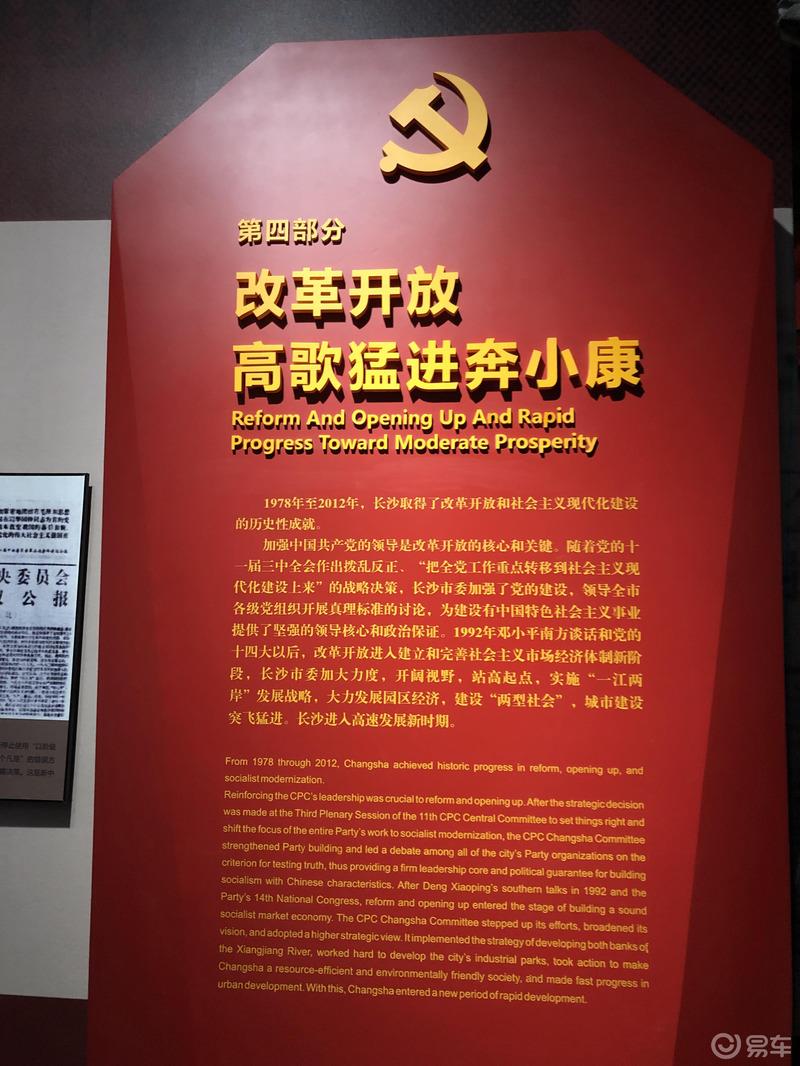 第四部分
改革开放
高歌猛进奔小康
Reform And Opening Up And Rapid
Progress Toward Moderate Prosperity
1978年至2012年，长沙取得了改革开放和社会主义现代化建设
的历史性成就。
加强中国共产党的领导是改革开放的核心和关键。随着党的十
一届三中全会作出拨乱反正、“把全党工作重点转移到社会主义现
代化建设上来”的战略决策，长沙市委加强了党的建设，领导全市
各级党组织开展真理标准的讨论，为建设有中国特色社会主义事业
提供了坚强的领导核心和政治保证。1992年邓小平南方谈话和党的
十四大以后，改革开放进入建立和完善社会主义市场经济体制新阶
段，长沙市委加大力度，开阔视野，站高起点，实施“一江两
岸”发展战略，大力发展园区经济，建设“两型社会”，城市建设
突飞猛进。长沙进入高速发展新时期。
From 1978 through 2012, Changsha achieved historic progress in reform, opening up, and
socialist modernization.
Reinforcing the CPC's leadership was crucial to reform and opening up. After the strategic decision
was made at the Third Plenary Session of the 11th CPC Central Committee to set things right and
shift the focus of the entire Party's work to socialist modernization, the CPC Changsha Committee
strengthened Party building and led a debate among all of the city's Party organizations on the
criterion for testing truth, thus providing a firm leadership core and political guarantee for building
socialism with Chinese characteristics. After Deng Xiaoping's southern talks in 1992 and the
Party's 14th National Congress, reform and opening up entered the stage of building a sound
socialist market economy. The CPC Changsha Committee stepped up its efforts, broadened its
vision, and adopted a higher strategic view. It implemented the strategy of developing both banks of
the Xiangjiang River, worked hard to develop the city's industrial parks, took action to make
Changsha a resource-efficient and environmentally friendly society, and made fast progress in
urban development. With this, Changsha entered a new period of rapid development.
央委员会
公报
易车